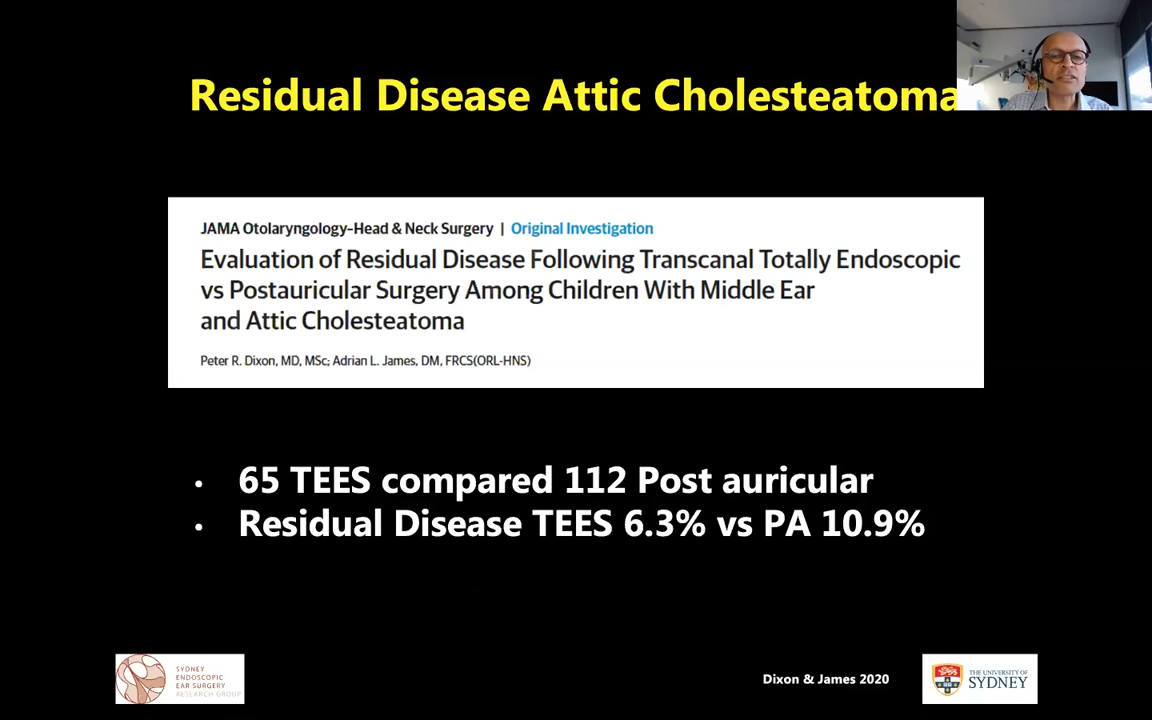 Residual Disease Attic Cholesteatoma
JAMA Otolaryngology–Head & Neck Surgery | Original Investigation
Evaluation of Residual Disease Following Transcanal Totally Endoscopic
vs Postauricular Surgery Among Children With Middle Ear
and Attic Cholesteatoma
Peter R. Dixon, MD, MSc; Adrian L. James, DM, FRCS(ORL-HNS)
• 65 TEES compared 112 Post auricular
• Residual Disease TEES 6.3% vs PA 10.9%
SYDNEY
ENDOSCOPIC
EAR SURGERY
RESEARCH GROUP
Dixon & James 2020
THE UNIVERSITY OF
SYDNEY